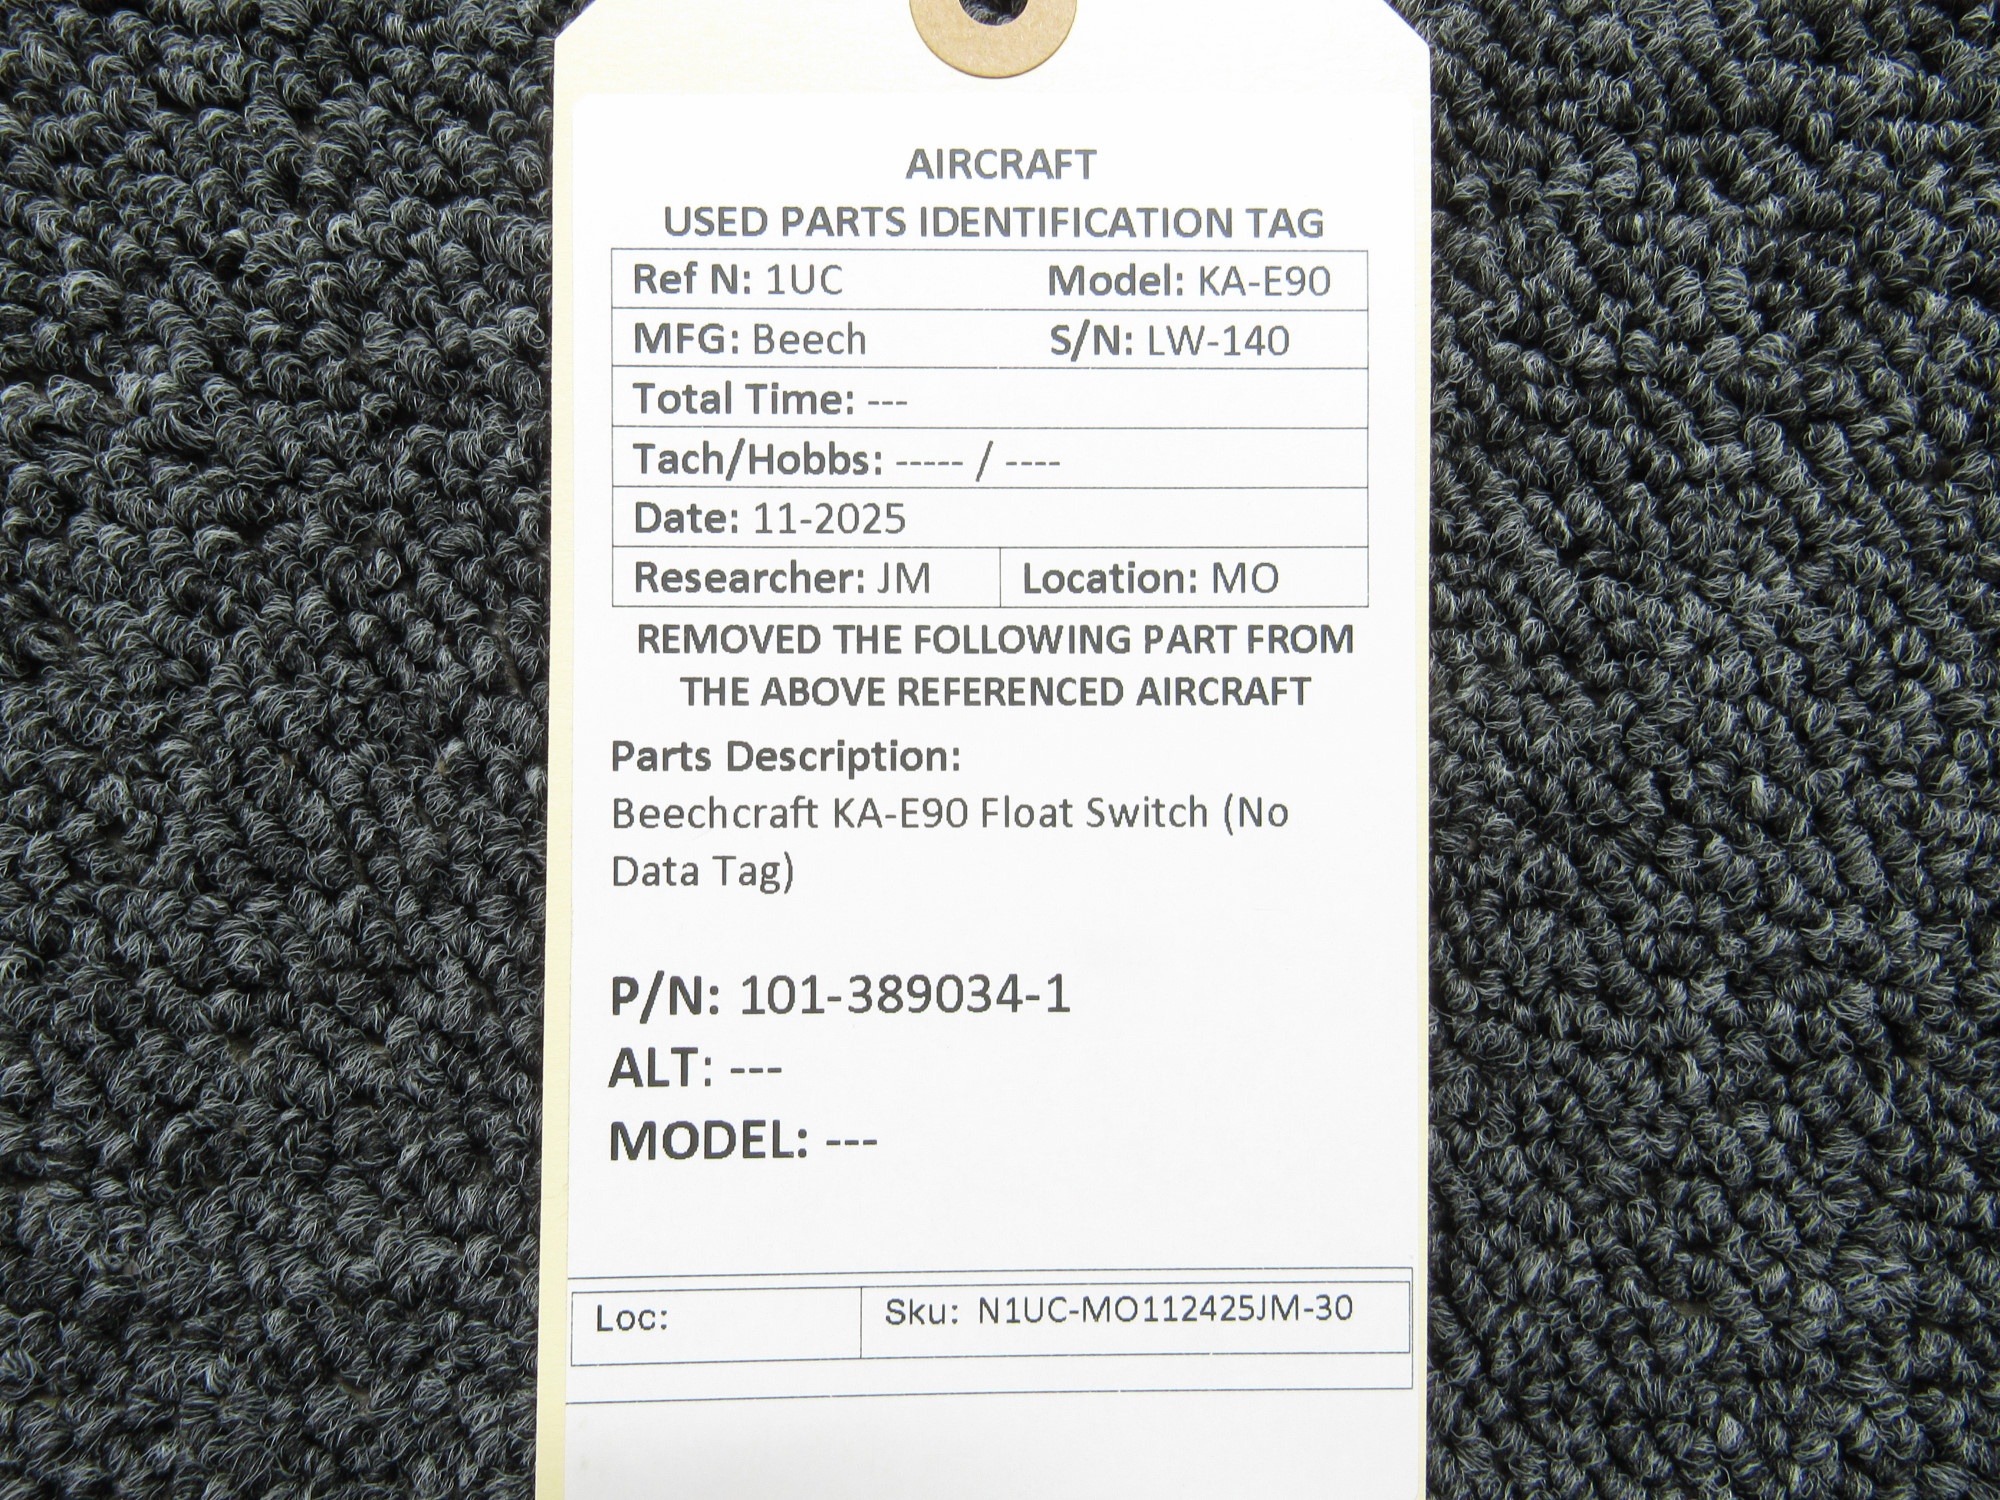 AIRCRAFT
USED PARTS IDENTIFICATION TAG
Ref N: 1UC Model: KA-E90
MFG: Beech S/N: LW-140
Total Time: ---
Tach/Hobbs: ----- / ----
Date: 11-2025
Researcher: JM Location: MO
REMOVED THE FOLLOWING PART FROM
THE ABOVE REFERENCED AIRCRAFT
Parts Description:
Beechcraft KA-E90 Float Switch (No
Data Tag)
P/N: 101-389034-1
ALT: ---
MODEL: ---
Loc: Sku: N1UC-MO112425JM-30